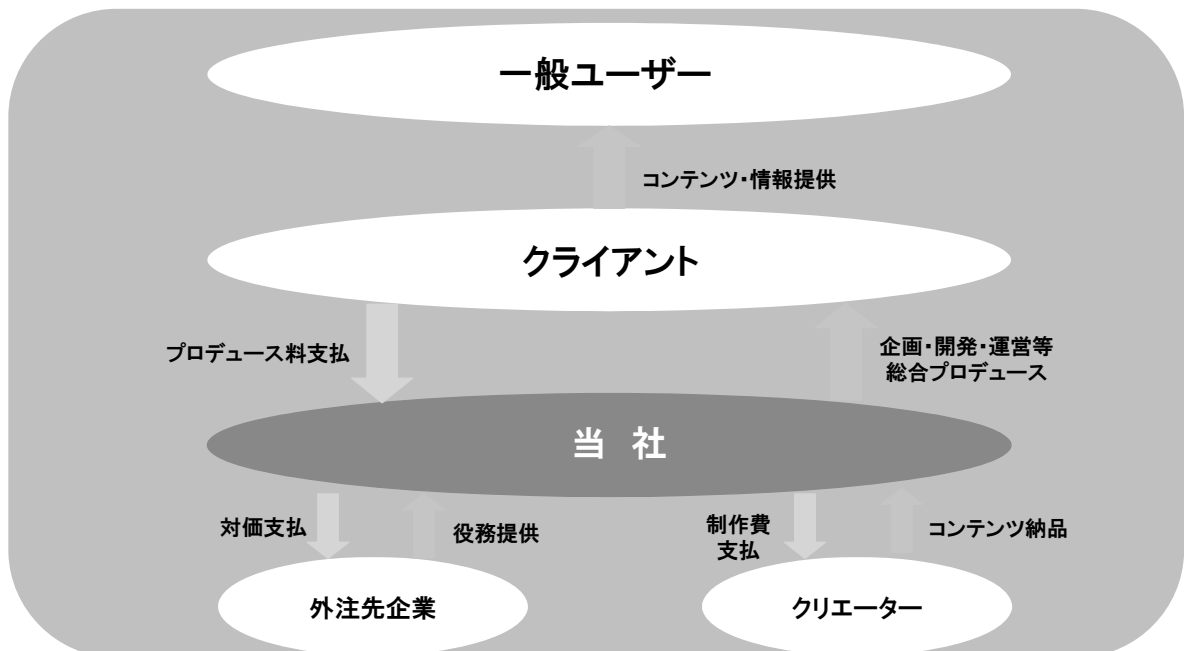 一般ユーザー
コンテンツ・情報提供
クライアント
プロデュース料支払
企画・開発・運営等
総合プロデュース
当 社
対価支払
役務提供
制作費
支払
コンテンツ納品
外注先企業
クリエーター